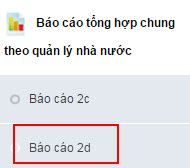 Báo cáo tổng hợp chung
theo quản lý nhà nước
Báo cáo 2c
Báo cáo 2d